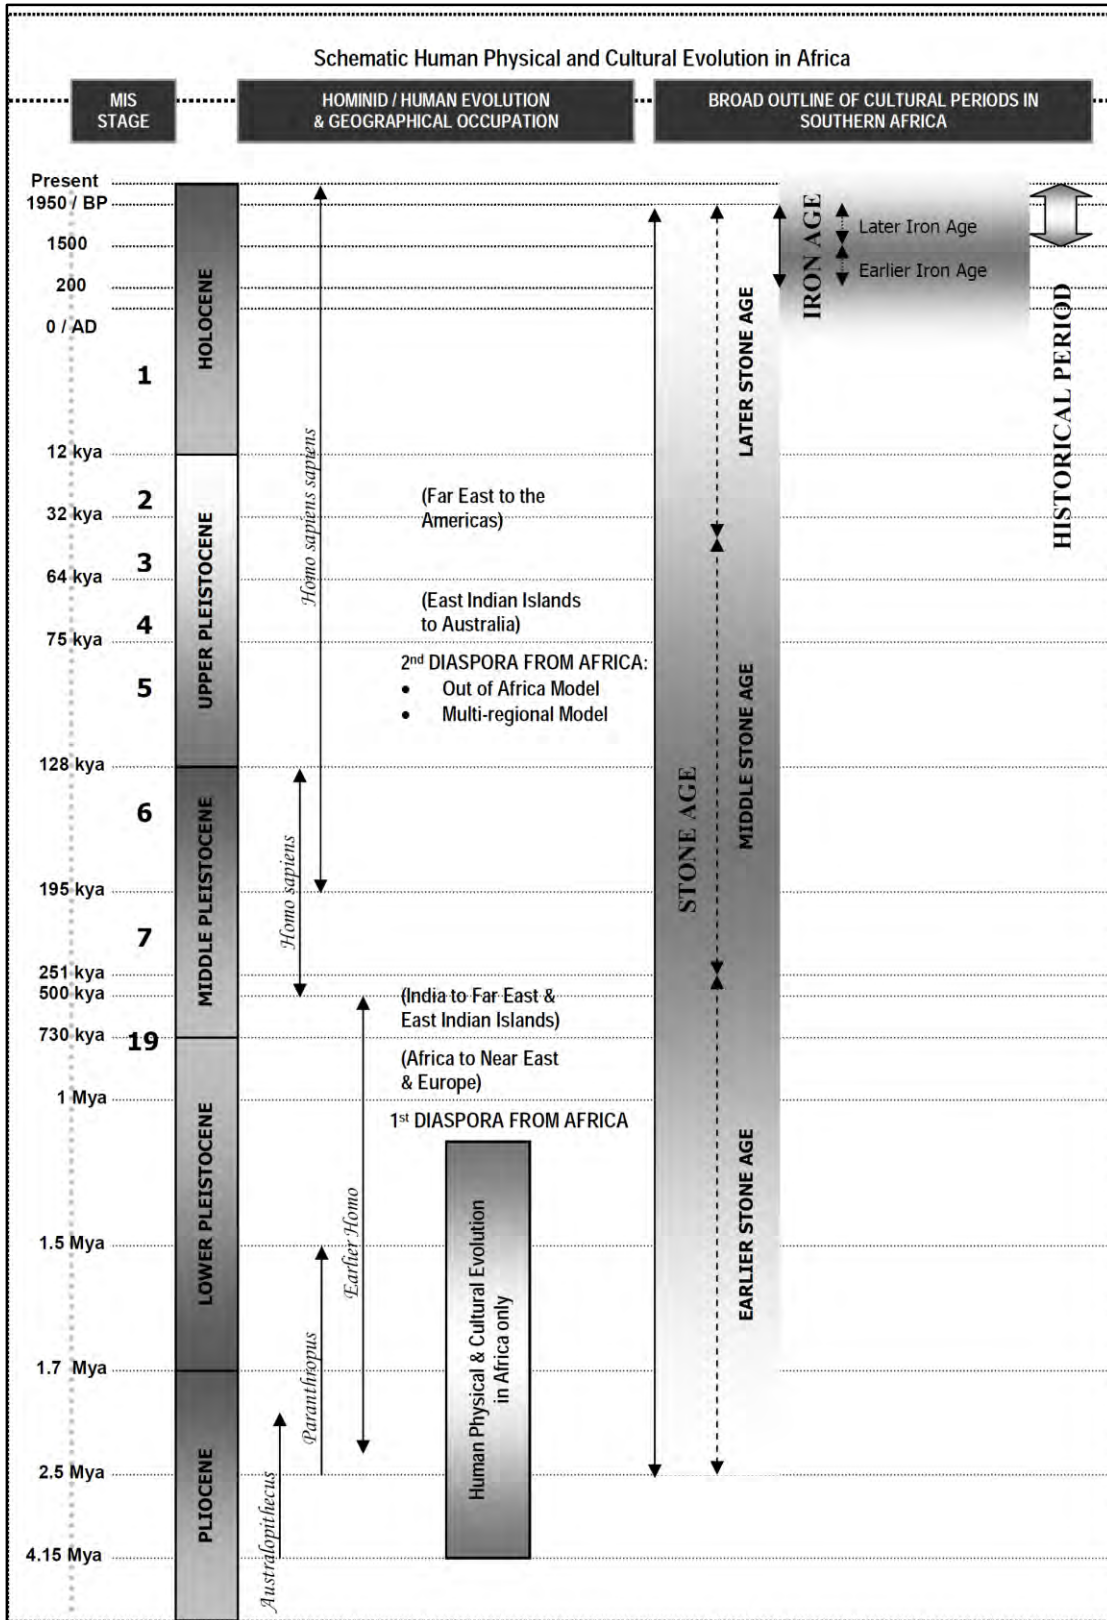 Schematic Human Physical and Cultural Evolution in Africa
MIS
STAGE
HOMINID / HUMAN EVOLUTION
& GEOGRAPHICAL OCCUPATION
BROAD OUTLINE OF CULTURAL PERIODS IN
SOUTHERN AFRICA
Present
1950 / BP
1500
200
0 / AD
12 kya
32 kya
64 kya
75 kya
128 kya
195 kya
251 kya
500 kya
730 kya
1 Mya
1.5 Mya
1.7 Mya
2.5 Mya
4.15 Mya
1
2
3
4
5
6
7
19
HOLOCENE
UPPER PLEISTOCENE
MIDDLE PLEISTOCENE
LOWER PLEISTOCENE
PLIOCENE
Homo sapiens sapiens
Homo sapiens
Earlier Homo
Paranthropus
Australopithecus
(Far East to the
Americas)
(East Indian Islands
to Australia)
2nd DIASPORA FROM AFRICA:
• Out of Africa Model
• Multi-regional Model
(India to Far East &
East Indian Islands)
(Africa to Near East
& Europe)
1st DIASPORA FROM AFRICA
Human Physical & Cultural Evolution
in Africa only
STONE AGE
LATER STONE AGE
MIDDLE STONE AGE
EARLIER STONE AGE
IRON AGE
Later Iron Age
Earlier Iron Age
HISTORICAL PERIOD